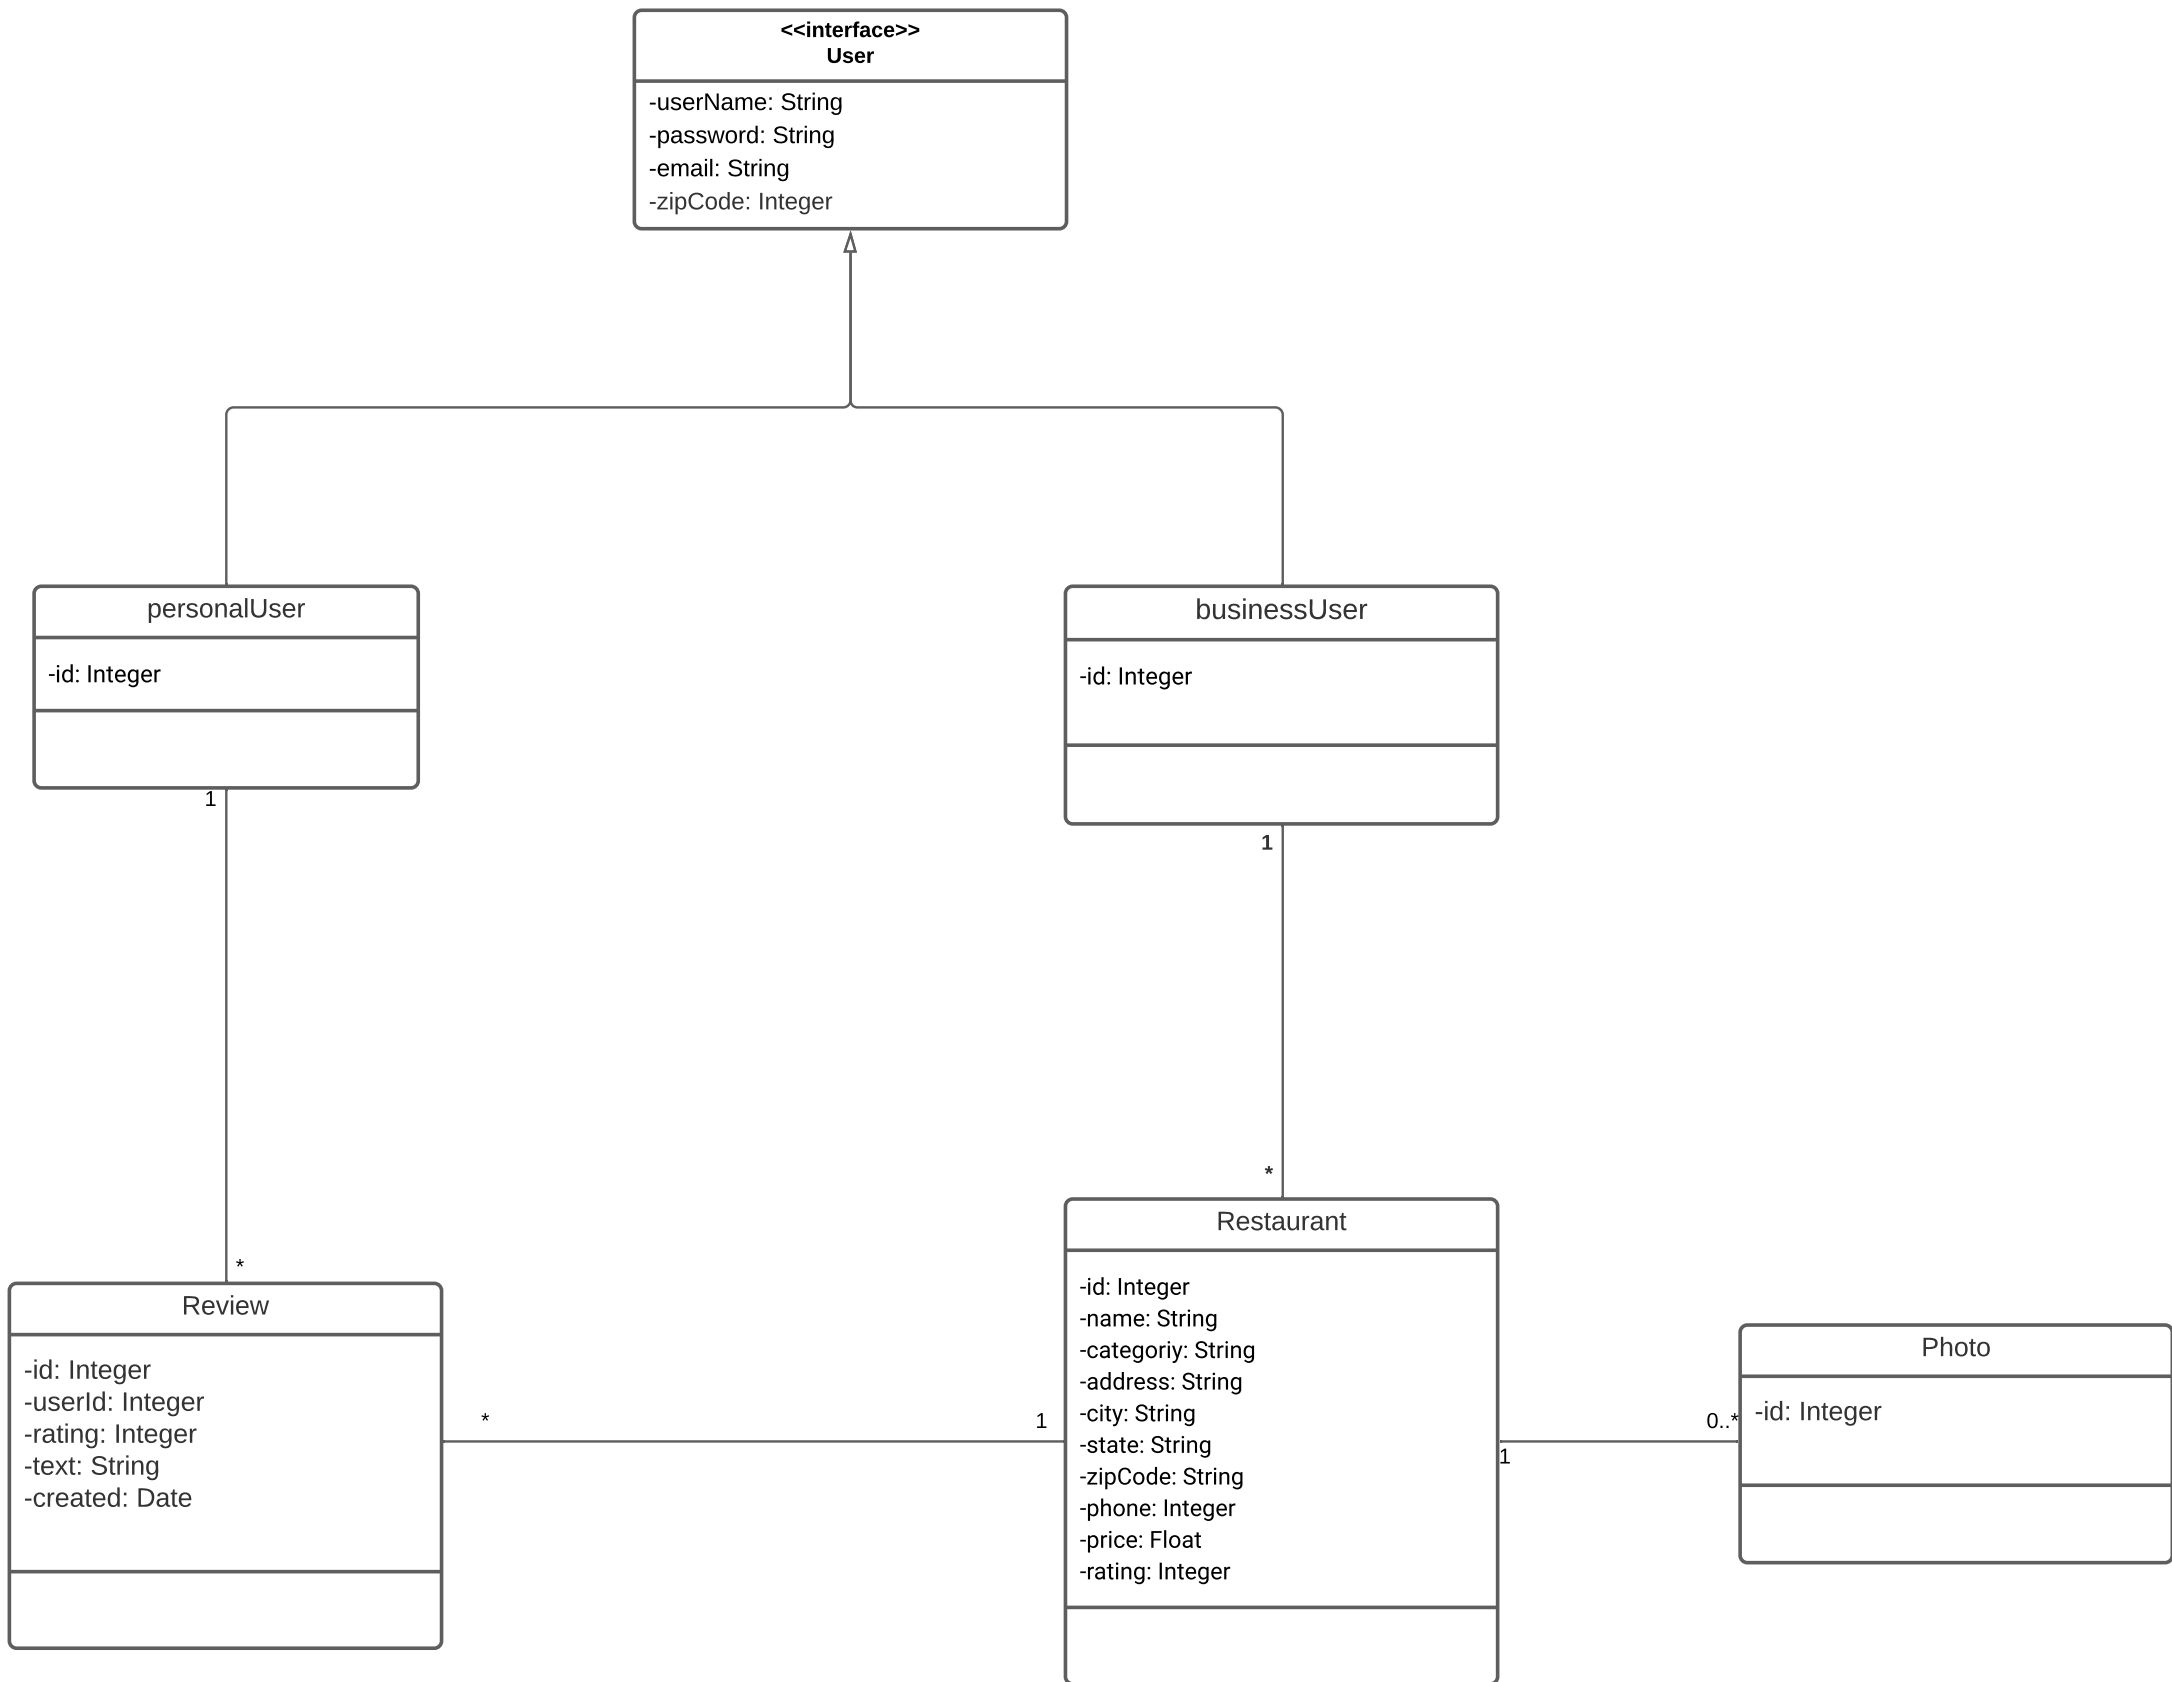 <<interface>>
User
-userName: String
-password: String
-email: String
-zipCode: Integer
personalUser
-id: Integer
1
businessUser
-id: Integer
1
*
*
Review
-id: Integer
-userId: Integer
-rating: Integer
-text: String
-created: Date
*
1
Restaurant
-id: Integer
-name: String
-categoriy: String
-address: String
-city: String
-state: String
-zipCode: String
-phone: Integer
-price: Float
-rating: Integer
1
0..*
Photo
-id: Integer